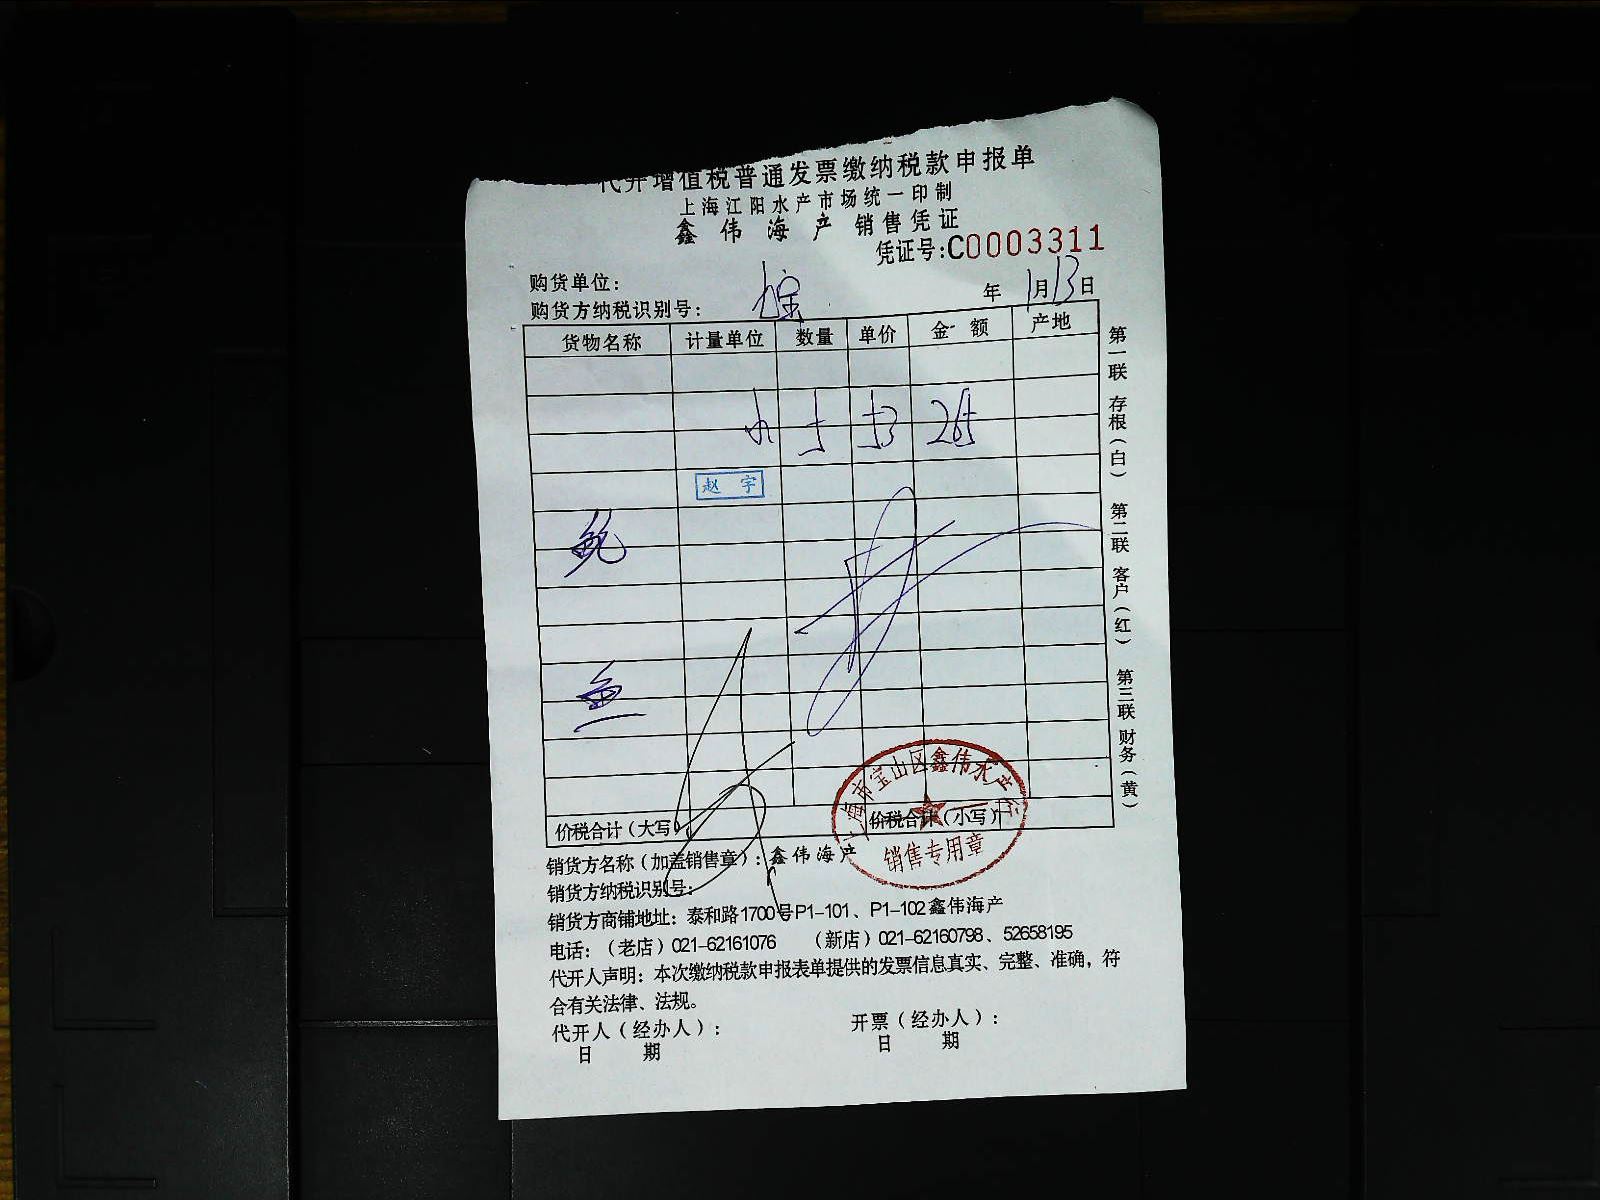 代开增值税普通发票缴纳税款申报单
上海江阳水产市场统一印制
鑫伟海产 销售凭证
凭证号:C0003311
购货单位:
购货方纳税识别号:
年 1月13日
货物名称 计量单位 数量 单价 金额 产地
5 53 265
赵宇
鲍
鱼
价税合计(大写) 价税合计(小写)
上海市宝山区鑫伟水产行
销售专用章
销货方名称(加盖销售章):鑫伟海产
销货方纳税识别号:
销货方商铺地址:泰和路1700号P1-101、P1-102鑫伟海产
电话:(老店)021-62161076 (新店)021-62160798、52658195
代开人声明:本次缴纳税款申报表单提供的发票信息真实、完整、准确,符
合有关法律、法规。
代开人(经办人): 开票(经办人):
日 期 日 期
第一联 存根(白) 第二联 客户(红) 第三联 财务(黄)